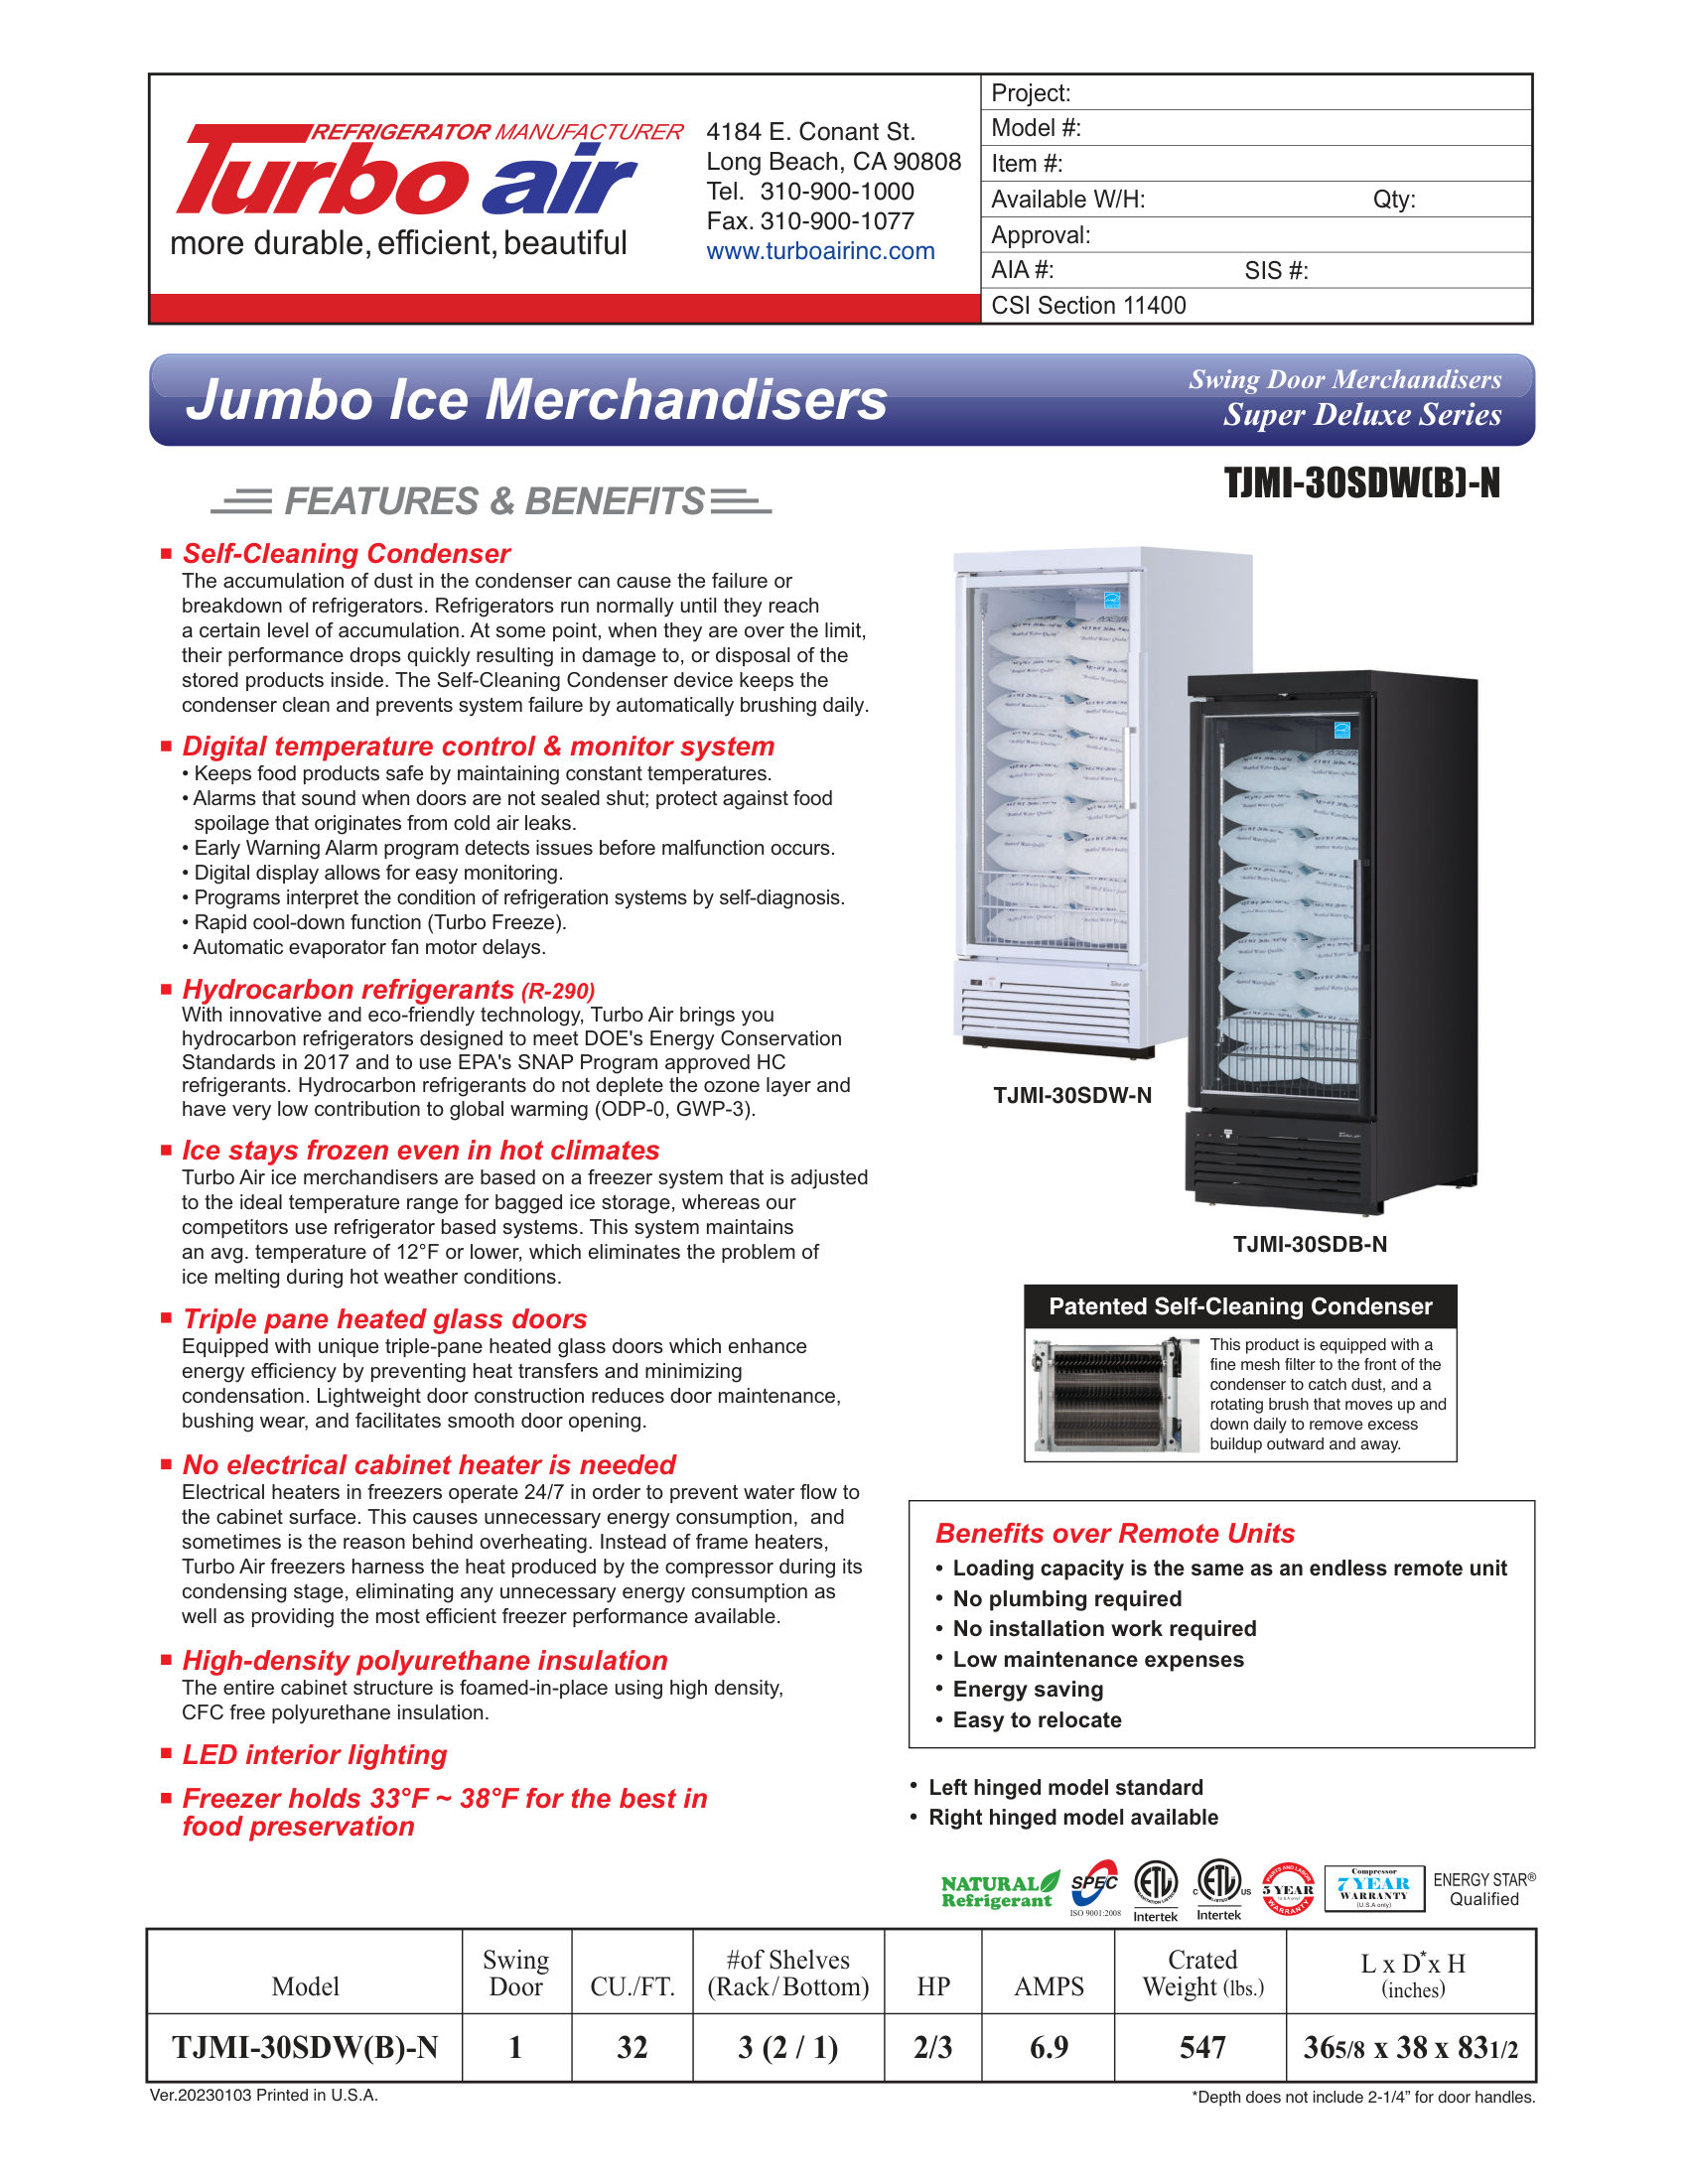 REFRIGERATOR MANUFACTURER
Turbo air
more durable, efficient, beautiful
4184 E. Conant St.
Long Beach, CA 90808
Tel. 310-900-1000
Fax. 310-900-1077
www.turboairinc.com
Project:
Model #:
Item #:
Available W/H: Qty:
Approval:
AIA #: SIS #:
CSI Section 11400
Jumbo Ice Merchandisers
Swing Door Merchandisers
Super Deluxe Series
TJMI-30SDW(B)-N
FEATURES & BENEFITS
Self-Cleaning Condenser
The accumulation of dust in the condenser can cause the failure or
breakdown of refrigerators. Refrigerators run normally until they reach
a certain level of accumulation. At some point, when they are over the limit,
their performance drops quickly resulting in damage to, or disposal of the
stored products inside. The Self-Cleaning Condenser device keeps the
condenser clean and prevents system failure by automatically brushing daily.
Digital temperature control & monitor system
• Keeps food products safe by maintaining constant temperatures.
• Alarms that sound when doors are not sealed shut; protect against food
spoilage that originates from cold air leaks.
• Early Warning Alarm program detects issues before malfunction occurs.
• Digital display allows for easy monitoring.
• Programs interpret the condition of refrigeration systems by self-diagnosis.
• Rapid cool-down function (Turbo Freeze).
• Automatic evaporator fan motor delays.
Hydrocarbon refrigerants (R-290)
With innovative and eco-friendly technology, Turbo Air brings you
hydrocarbon refrigerators designed to meet DOE's Energy Conservation
Standards in 2017 and to use EPA's SNAP Program approved HC
refrigerants. Hydrocarbon refrigerants do not deplete the ozone layer and
have very low contribution to global warming (ODP-0, GWP-3).
Ice stays frozen even in hot climates
Turbo Air ice merchandisers are based on a freezer system that is adjusted
to the ideal temperature range for bagged ice storage, whereas our
competitors use refrigerator based systems. This system maintains
an avg. temperature of 12°F or lower, which eliminates the problem of
ice melting during hot weather conditions.
Triple pane heated glass doors
Equipped with unique triple-pane heated glass doors which enhance
energy efficiency by preventing heat transfers and minimizing
condensation. Lightweight door construction reduces door maintenance,
bushing wear, and facilitates smooth door opening.
No electrical cabinet heater is needed
Electrical heaters in freezers operate 24/7 in order to prevent water flow to
the cabinet surface. This causes unnecessary energy consumption, and
sometimes is the reason behind overheating. Instead of frame heaters,
Turbo Air freezers harness the heat produced by the compressor during its
condensing stage, eliminating any unnecessary energy consumption as
well as providing the most efficient freezer performance available.
High-density polyurethane insulation
The entire cabinet structure is foamed-in-place using high density,
CFC free polyurethane insulation.
LED interior lighting
Freezer holds 33°F ~ 38°F for the best in
food preservation
TJMI-30SDW-N
TJMI-30SDB-N
Patented Self-Cleaning Condenser
This product is equipped with a
fine mesh filter to the front of the
condenser to catch dust, and a
rotating brush that moves up and
down daily to remove excess
buildup outward and away.
Benefits over Remote Units
• Loading capacity is the same as an endless remote unit
• No plumbing required
• No installation work required
• Low maintenance expenses
• Energy saving
• Easy to relocate
• Left hinged model standard
• Right hinged model available
NATURAL
Refrigerant
SPEC
ISO 9001:2008
ETL
Intertek
C ETL US
LISTED
Intertek
PARTS AND LABOR
5 YEAR
(U.S.A only)
WARRANTY
Compressor
7 YEAR
WARRANTY
(U.S.A only)
ENERGY STAR®
Qualified
Model
Swing Door
CU./FT.
#of Shelves (Rack/Bottom)
HP
AMPS
Crated Weight (lbs.)
L x D* x H (inches)
TJMI-30SDW(B)-N 1 32 3 (2 / 1) 2/3 6.9 547 36 5/8 x 38 x 83 1/2
Ver.20230103 Printed in U.S.A.
*Depth does not include 2-1/4” for door handles.